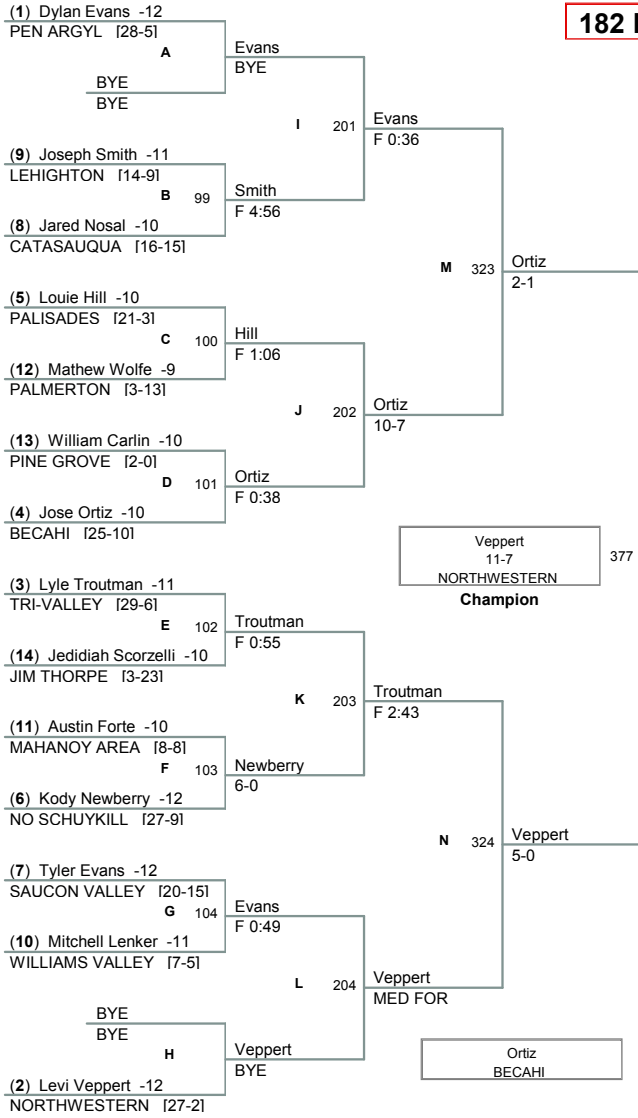 (1) Dylan Evans -12
PEN ARGYL [28-5]
A
BYE
BYE
Evans
BYE
182
I 201
Evans
F 0:36
(9) Joseph Smith -11
LEHIGHTON [14-9]
B 99
Smith
F 4:56
(8) Jared Nosal -10
CATASAUQUA [16-15]
M 323
Ortiz
2-1
(5) Louie Hill -10
PALISADES [21-3]
C 100
Hill
F 1:06
(12) Mathew Wolfe -9
PALMERTON [3-13]
J 202
Ortiz
10-7
(13) William Carlin -10
PINE GROVE [2-0]
D 101
Ortiz
F 0:38
(4) Jose Ortiz -10
BECAHI [25-10]
Veppert
11-7
NORTHWESTERN
377
Champion
(3) Lyle Troutman -11
TRI-VALLEY [29-6]
E 102
Troutman
F 0:55
(14) Jedidiah Scorzelli -10
JIM THORPE [3-23]
K 203
Troutman
F 2:43
(11) Austin Forte -10
MAHANOY AREA [8-8]
F 103
Newberry
6-0
(6) Kody Newberry -12
NO SCHUYKILL [27-9]
N 324
Veppert
5-0
(7) Tyler Evans -12
SAUCON VALLEY [20-15]
G 104
Evans
F 0:49
(10) Mitchell Lenker -11
WILLIAMS VALLEY [7-5]
L 204
Veppert
MED FOR
BYE
BYE
H
Veppert
BYE
(2) Levi Veppert -12
NORTHWESTERN [27-2]
Ortiz
BECAHI